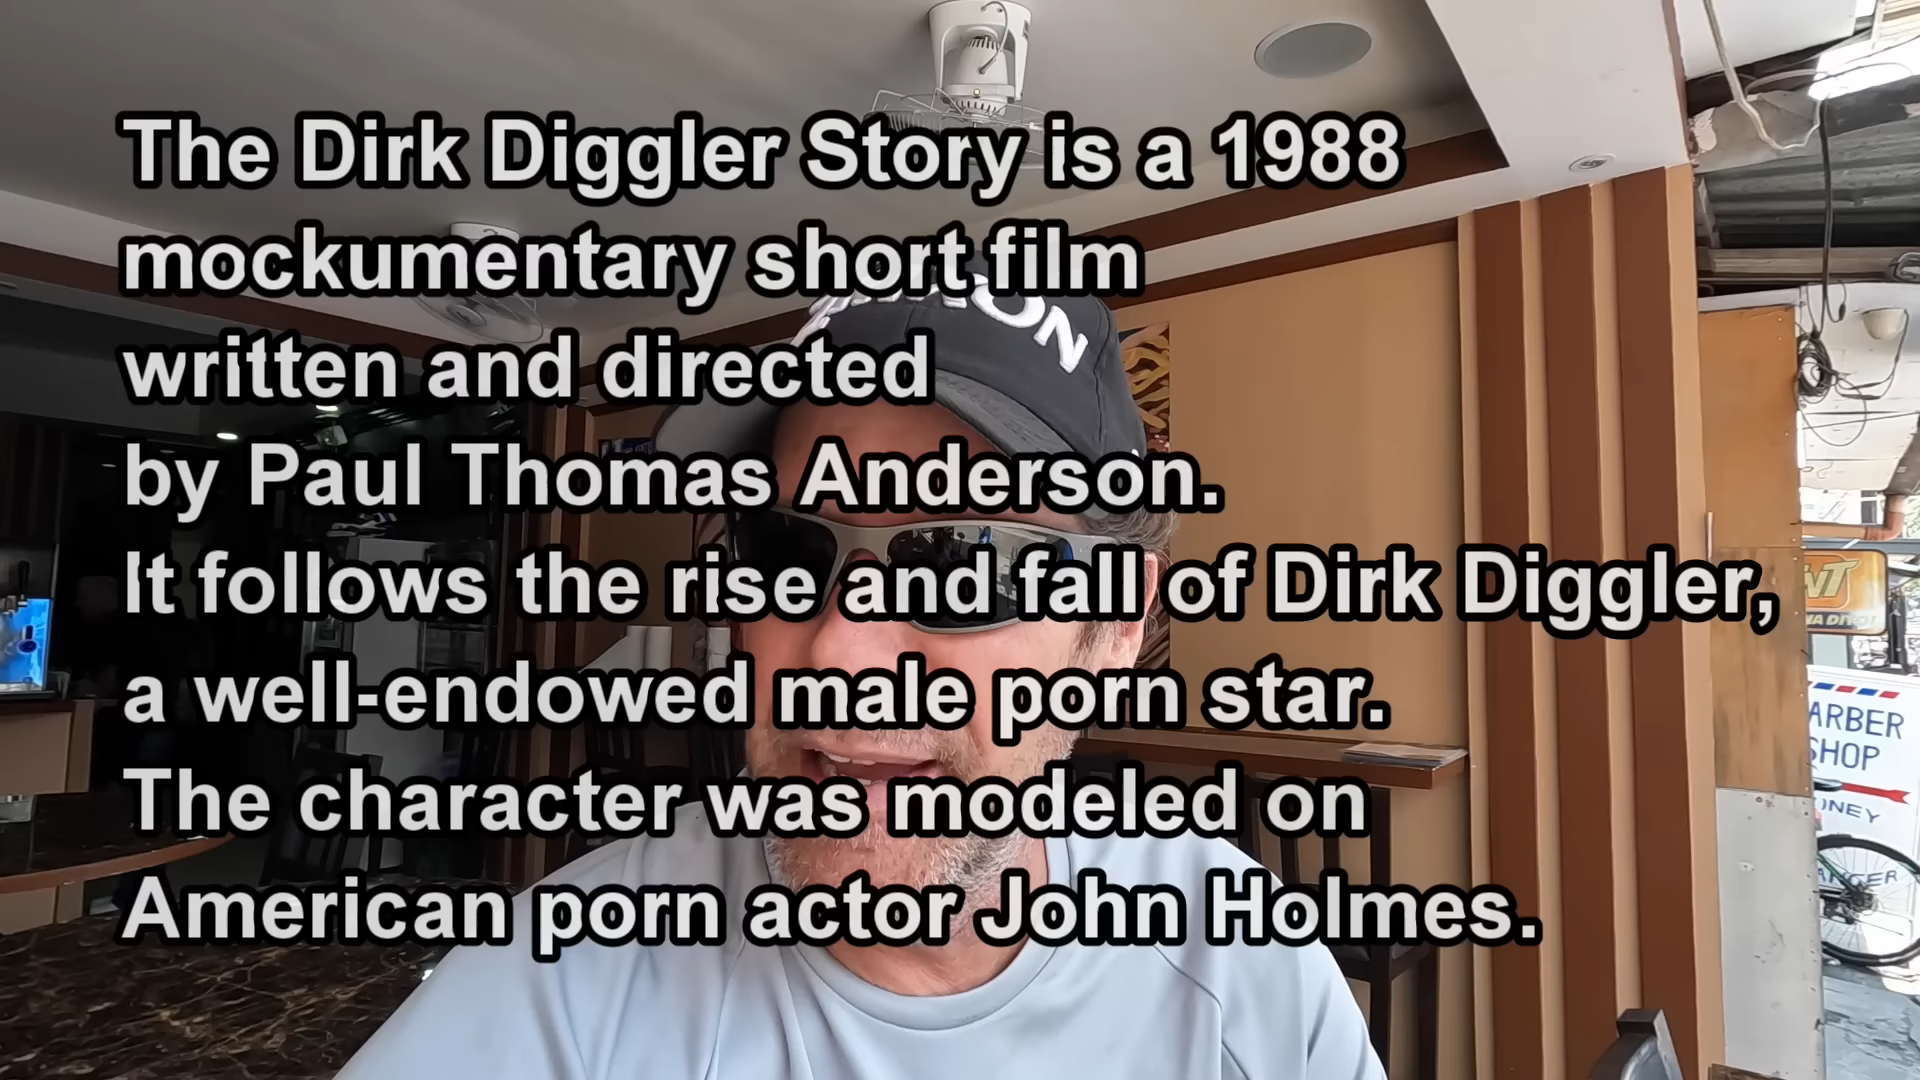 The Dirk Diggler Story is a 1988
mockumentary short film
written and directed
by Paul Thomas Anderson.
It follows the rise and fall of Dirk Diggler,
a well-endowed male porn star.
The character was modeled on
American porn actor John Holmes.
SHOP